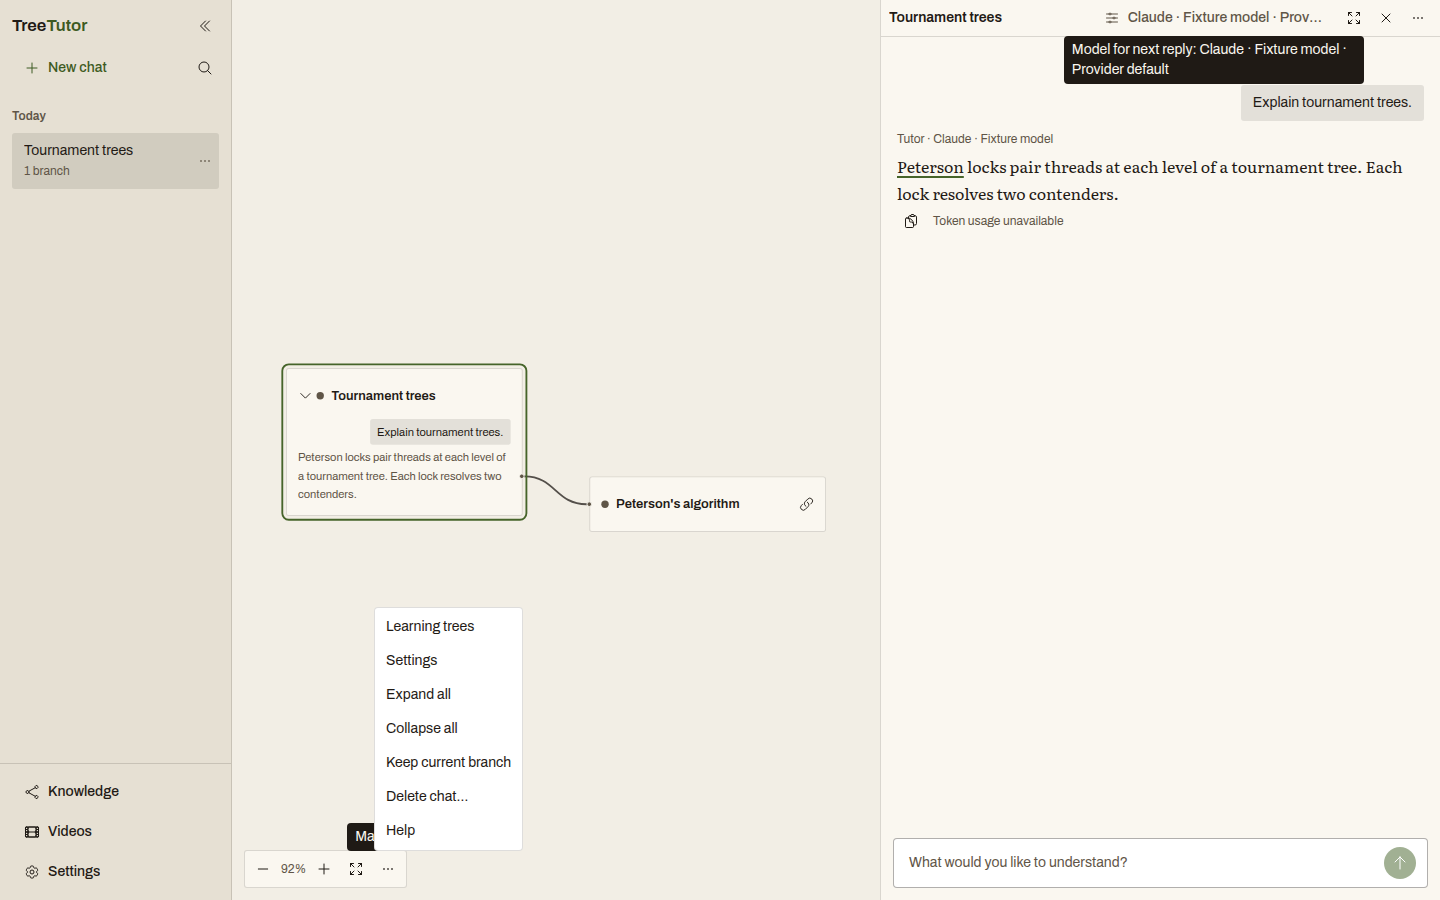 TreeTutor
New chat
Today
Tournament trees
1 branch
Knowledge
Videos
Settings
Tournament trees
Explain tournament trees.
Peterson locks pair threads at each level of
a tournament tree. Each lock resolves two
contenders.
Peterson's algorithm
Learning trees
Settings
Expand all
Collapse all
Keep current branch
Delete chat...
Help
Ma
92%
Tournament trees
Claude · Fixture model · Prov...
Model for next reply: Claude · Fixture model ·
Provider default
Explain tournament trees.
Tutor · Claude · Fixture model
Peterson locks pair threads at each level of a tournament tree. Each
lock resolves two contenders.
Token usage unavailable
What would you like to understand?